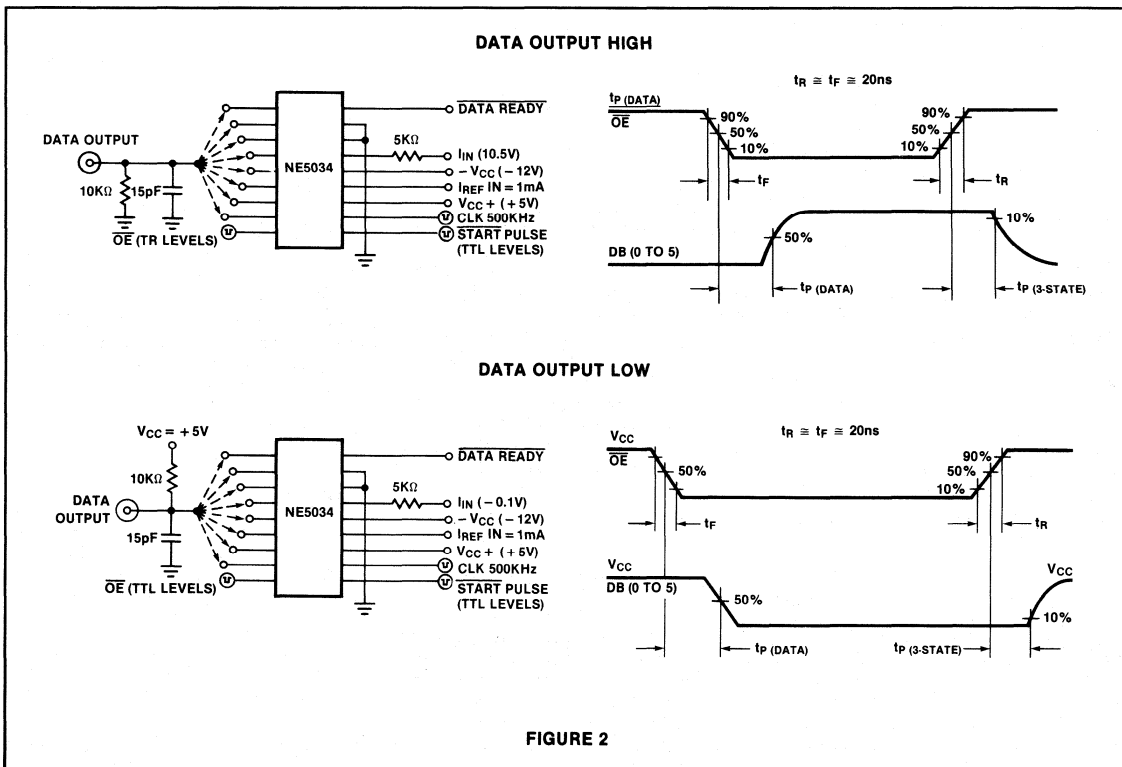 DATA OUTPUT HIGH
DATA OUTPUT
10KΩ
15pF
OE (TR LEVELS)
NE5034
DATA READY
5KΩ
IIN (10.5V)
– VCC (– 12V)
IREF IN = 1mA
VCC + (+ 5V)
CLK 500KHz
START PULSE
(TTL LEVELS)
tR ≅ tF ≅ 20ns
tP (DATA)
OE
90%
50%
10%
tF
90%
50%
10%
tR
DB (0 TO 5)
50%
tP (DATA)
10%
tP (3-STATE)
DATA OUTPUT LOW
VCC = + 5V
10KΩ
DATA
OUTPUT
15pF
OE (TTL LEVELS)
NE5034
DATA READY
5KΩ
IIN (– 0.1V)
– VCC (– 12V)
IREF IN = 1mA
VCC + (+ 5V)
CLK 500KHz
START PULSE
(TTL LEVELS)
tR ≅ tF ≅ 20ns
VCC
OE
50%
tF
90%
50%
10%
tR
VCC
DB (0 TO 5)
50%
tP (DATA)
VCC
10%
tP (3-STATE)
FIGURE 2